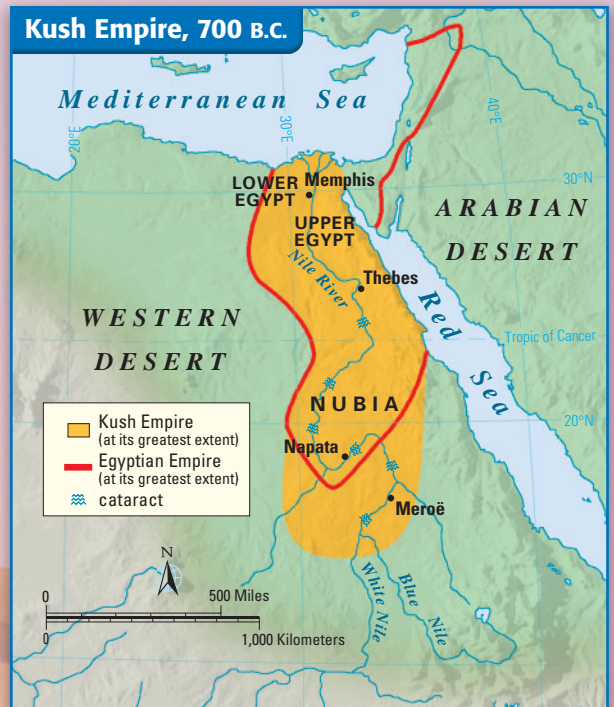 Kush Empire, 700 B.C.
Mediterranean Sea
20°E
30°E
40°E
30°N
LOWER
EGYPT
Memphis
UPPER
EGYPT
ARABIAN
DESERT
Nile River
Thebes
Red Sea
WESTERN
DESERT
Tropic of Cancer
NUBIA
20°N
Napata
Meroë
Kush Empire
(at its greatest extent)
Egyptian Empire
(at its greatest extent)
cataract
N
White Nile
Blue Nile
0 500 Miles
0 1,000 Kilometers